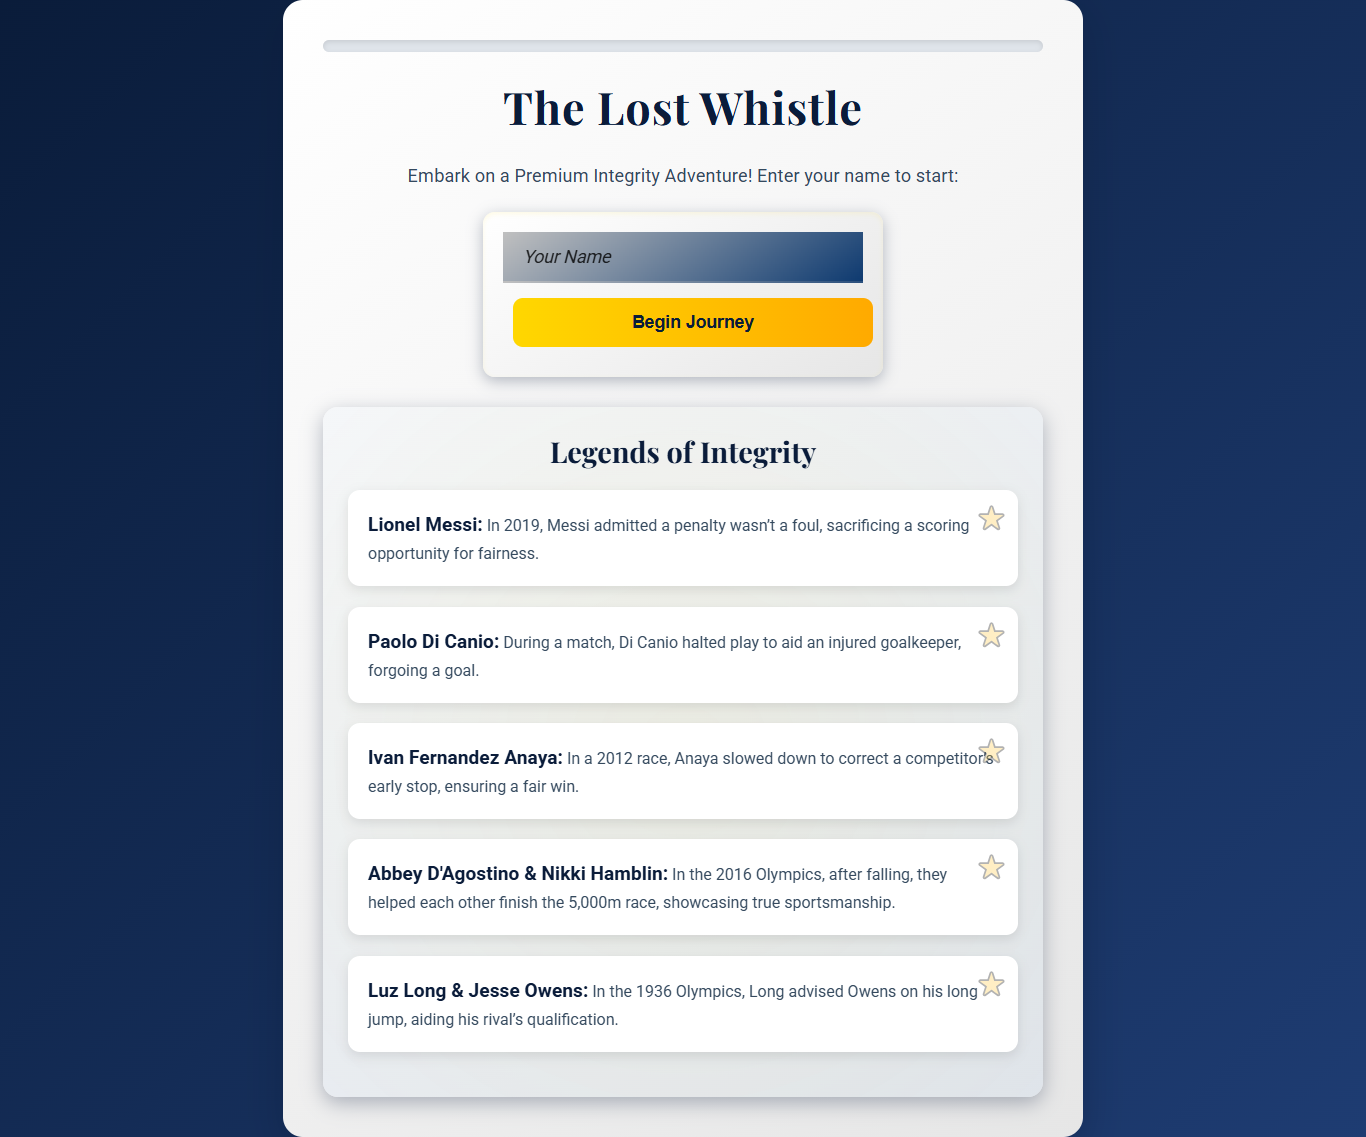 The Lost Whistle
Embark on a Premium Integrity Adventure! Enter your name to start:
Your Name
Begin Journey
Legends of Integrity
Lionel Messi: In 2019, Messi admitted a penalty wasn’t a foul, sacrificing a scoring
opportunity for fairness.
Paolo Di Canio: During a match, Di Canio halted play to aid an injured goalkeeper,
forgoing a goal.
Ivan Fernandez Anaya: In a 2012 race, Anaya slowed down to correct a competitor’s
early stop, ensuring a fair win.
Abbey D'Agostino & Nikki Hamblin: In the 2016 Olympics, after falling, they
helped each other finish the 5,000m race, showcasing true sportsmanship.
Luz Long & Jesse Owens: In the 1936 Olympics, Long advised Owens on his long
jump, aiding his rival’s qualification.